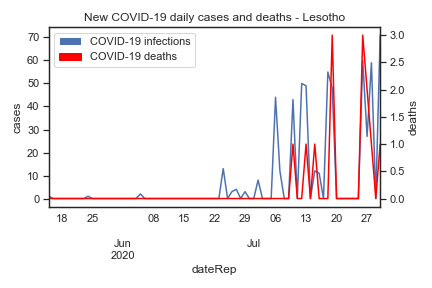 New COVID-19 daily cases and deaths - Lesotho
COVID-19 infections
COVID-19 deaths
70
60
50
40
30
20
10
0
cases
3.0
2.5
2.0
1.5
1.0
0.5
0.0
deaths
18 25 08 15 22 29 06 13 20 27
Jun Jul
2020
dateRep